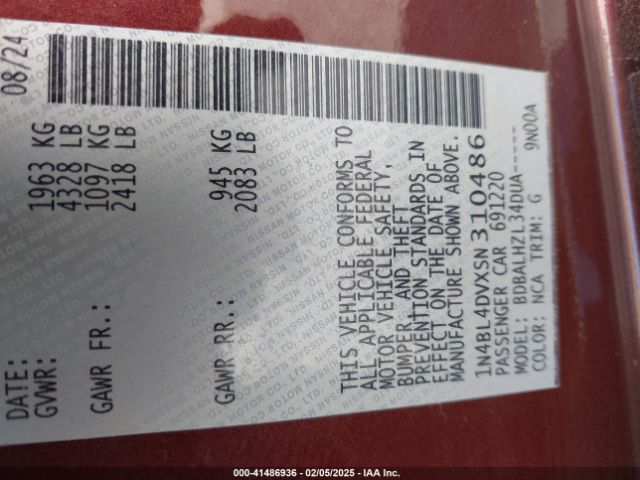 DATE: 08/24
GVWR: 1963 KG
4328 LB
GAWR FR.: 1097 KG
2418 LB
GAWR RR.: 945 KG
2083 LB
THIS VEHICLE CONFORMS TO
ALL APPLICABLE FEDERAL
MOTOR VEHICLE SAFETY,
BUMPER AND THEFT
PREVENTION STANDARDS IN
EFFECT ON THE DATE OF
MANUFACTURE SHOWN ABOVE.
1N4BL4DVXSN310486
PASSENGER CAR 691220
MODEL: BDBALHZL34DUA-----
COLOR: NCA TRIM: G 9N00A
000-41486936 - 02/05/2025 - IAA Inc.